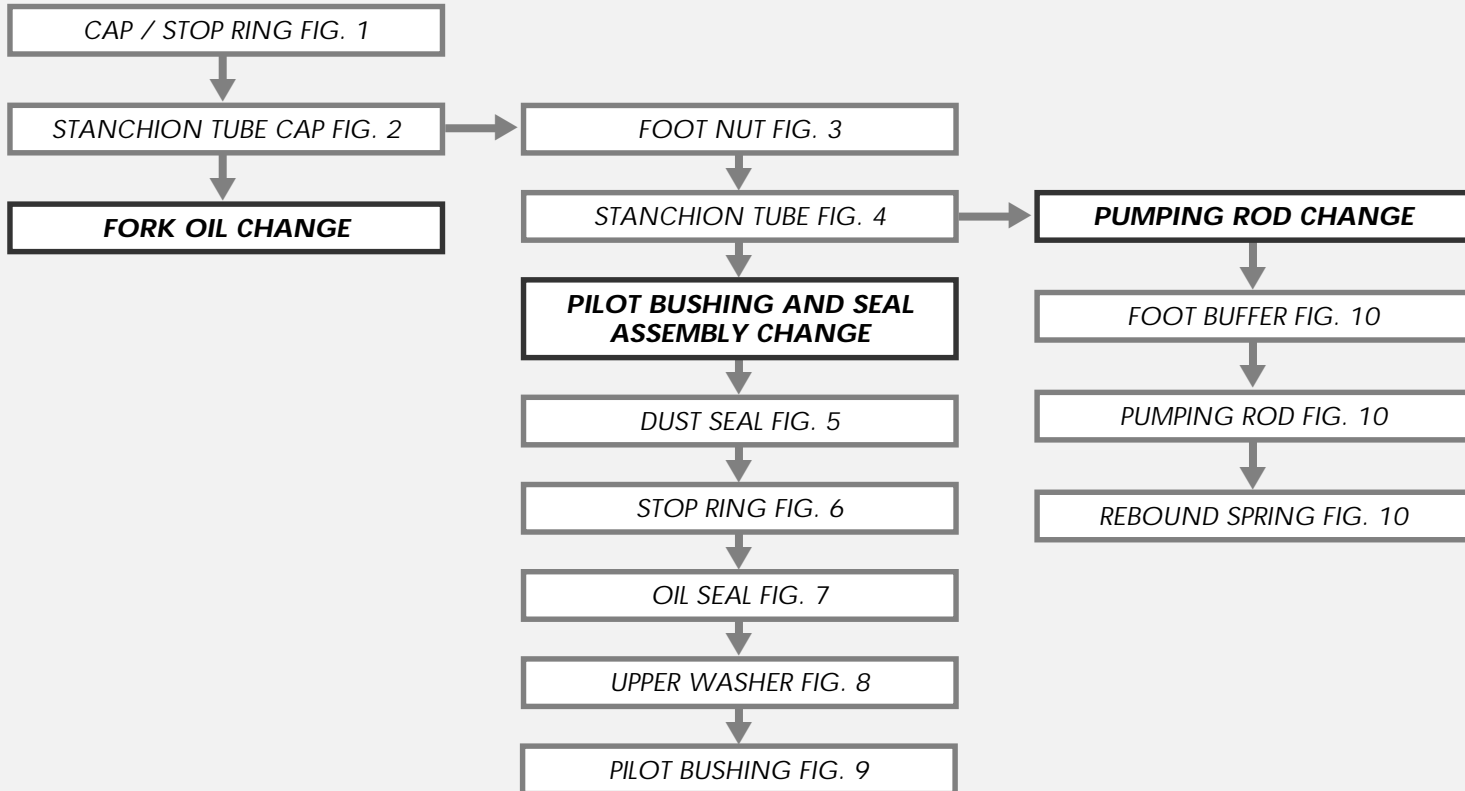 CAP / STOP RING FIG. 1
STANCHION TUBE CAP FIG. 2
FORK OIL CHANGE
FOOT NUT FIG. 3
STANCHION TUBE FIG. 4
PILOT BUSHING AND SEAL
ASSEMBLY CHANGE
DUST SEAL FIG. 5
STOP RING FIG. 6
OIL SEAL FIG. 7
UPPER WASHER FIG. 8
PILOT BUSHING FIG. 9
PUMPING ROD CHANGE
FOOT BUFFER FIG. 10
PUMPING ROD FIG. 10
REBOUND SPRING FIG. 10